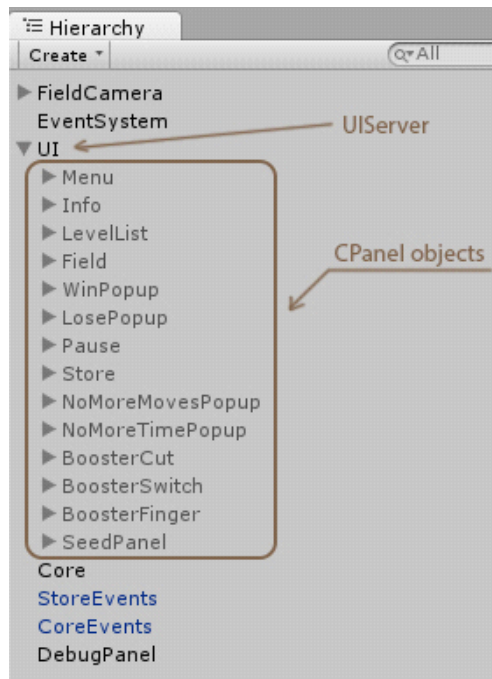 Hierarchy
Create
All
FieldCamera
EventSystem
UIServer
UI
Menu
Info
LevelList
Field
CPanel objects
WinPopup
LosePopup
Pause
Store
NoMoreMovesPopup
NoMoreTimePopup
BoosterCut
BoosterSwitch
BoosterFinger
SeedPanel
Core
StoreEvents
CoreEvents
DebugPanel